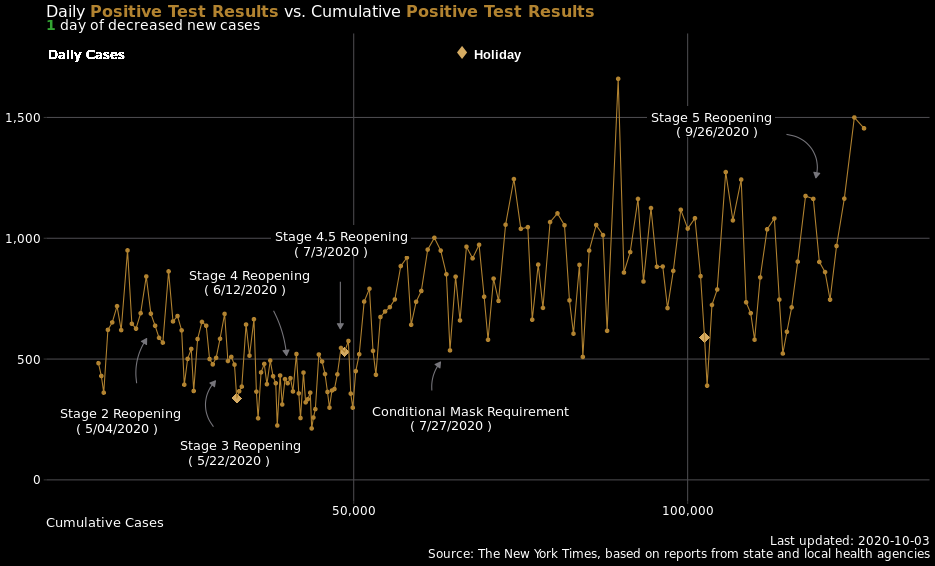 Daily Positive Test Results vs. Cumulative Positive Test Results
1 day of decreased new cases
Daily Cases
Holiday
1,500
1,000
500
0
Stage 5 Reopening
( 9/26/2020 )
Stage 4.5 Reopening
( 7/3/2020 )
Stage 4 Reopening
( 6/12/2020 )
Stage 2 Reopening
( 5/04/2020 )
Conditional Mask Requirement
( 7/27/2020 )
Stage 3 Reopening
( 5/22/2020 )
50,000
100,000
Cumulative Cases
Last updated: 2020-10-03
Source: The New York Times, based on reports from state and local health agencies